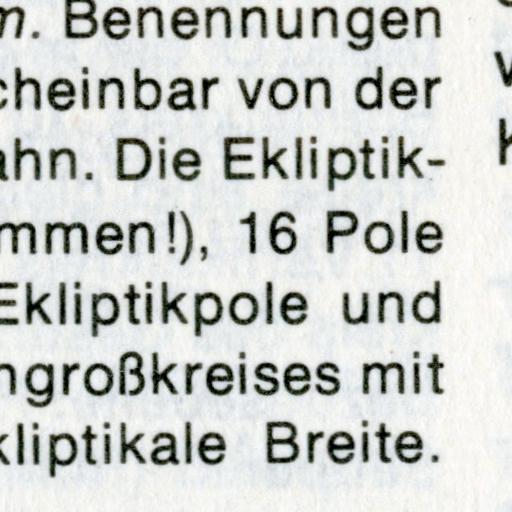 m. Benennungen
cheinbar von der
ahn. Die Ekliptik-
mmen!), 16 Pole
Ekliptikpole und
ngroßkreises mit
kliptikale Breite.